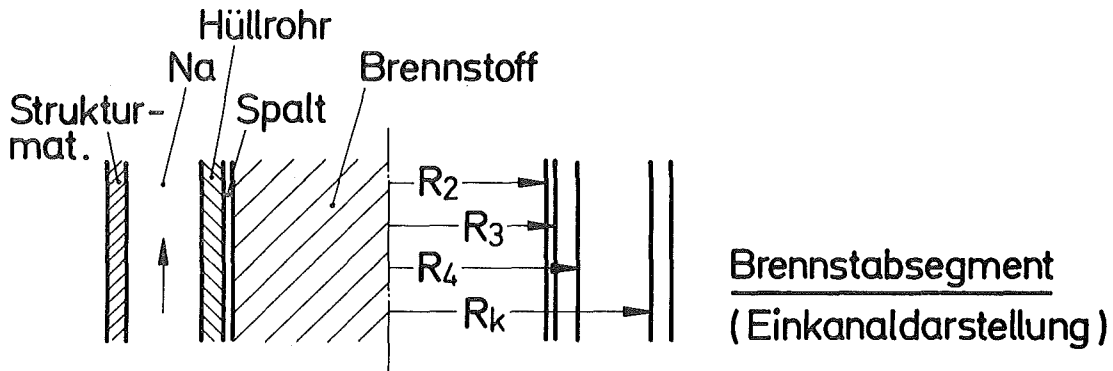 Hüllrohr
Na
Brennstoff
Struktur-
mat.
Spalt
R2
R3
R4
Rk
Brennstabsegment
(Einkanaldarstellung)